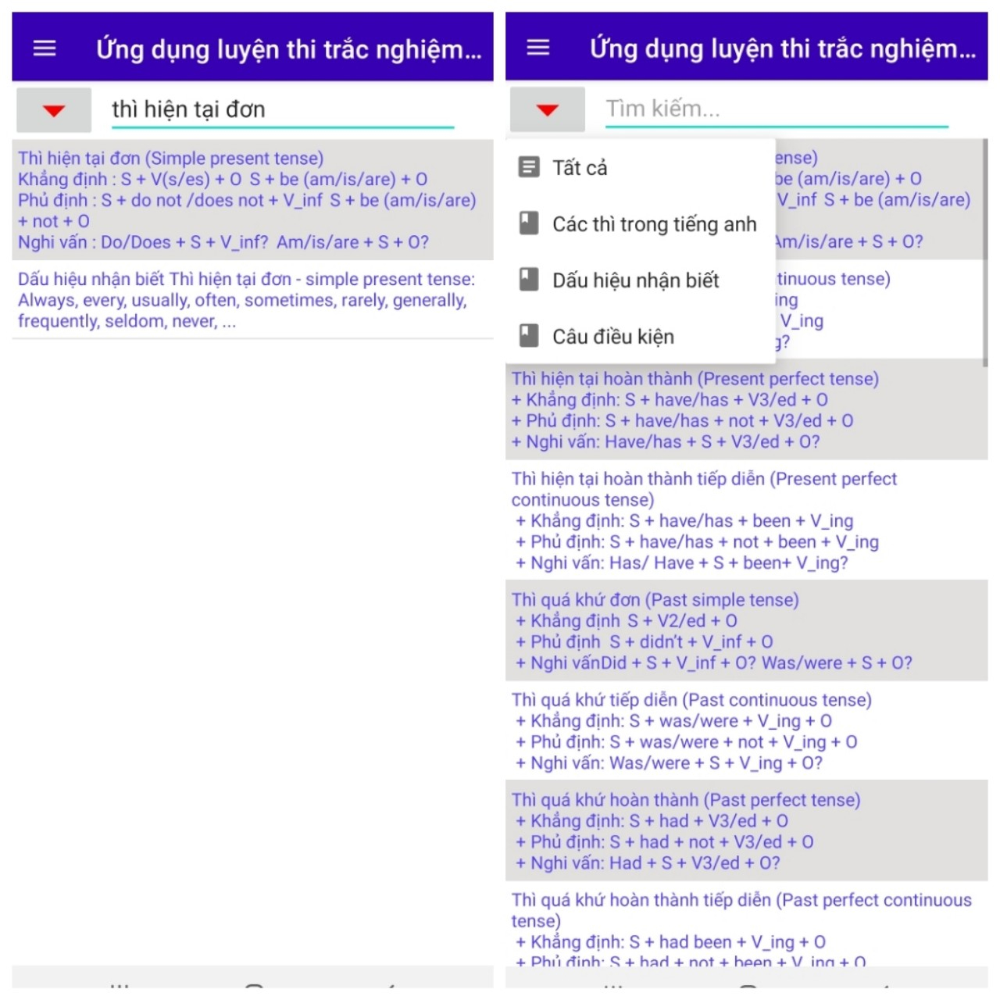 Ứng dụng luyện thi trắc nghiệm...
thì hiện tại đơn
Thì hiện tại đơn (Simple present tense)
Khẳng định : S + V(s/es) + O  S + be (am/is/are) + O
Phủ định : S + do not /does not + V_inf  S + be (am/is/are)
+ not + O
Nghi vấn : Do/Does + S + V_inf?  Am/is/are + S + O?
Dấu hiệu nhận biết Thì hiện tại đơn - simple present tense:
Always, every, usually, often, sometimes, rarely, generally,
frequently, seldom, never, ...
Ứng dụng luyện thi trắc nghiệm...
Tìm kiếm...
Tất cả
Các thì trong tiếng anh
Dấu hiệu nhận biết
Câu điều kiện
ense)
be (am/is/are) + O
V_inf  S + be (am/is/are)
Am/is/are + S + O?
tinuous tense)
ing
V_ing
g?
Thì hiện tại hoàn thành (Present perfect tense)
+ Khẳng định: S + have/has + V3/ed + O
+ Phủ định: S + have/has + not + V3/ed + O
+ Nghi vấn: Have/has + S + V3/ed + O?
Thì hiện tại hoàn thành tiếp diễn (Present perfect
continuous tense)
+ Khẳng định: S + have/has + been + V_ing
+ Phủ định: S + have/has + not + been + V_ing
+ Nghi vấn: Has/ Have + S + been+ V_ing?
Thì quá khứ đơn (Past simple tense)
+ Khẳng định  S + V2/ed + O
+ Phủ định  S + didn’t + V_inf + O
+ Nghi vấnDid + S + V_inf + O? Was/were + S + O?
Thì quá khứ tiếp diễn (Past continuous tense)
+ Khẳng định: S + was/were + V_ing + O
+ Phủ định: S + was/were + not + V_ing + O
+ Nghi vấn: Was/were + S + V_ing + O?
Thì quá khứ hoàn thành (Past perfect tense)
+ Khẳng định: S + had + V3/ed + O
+ Phủ định: S + had + not + V3/ed + O
+ Nghi vấn: Had + S + V3/ed + O?
Thì quá khứ hoàn thành tiếp diễn (Past perfect continuous
tense)
+ Khẳng định: S + had been + V_ing + O
+ Phủ định: S + had + not + been + V_ing + O